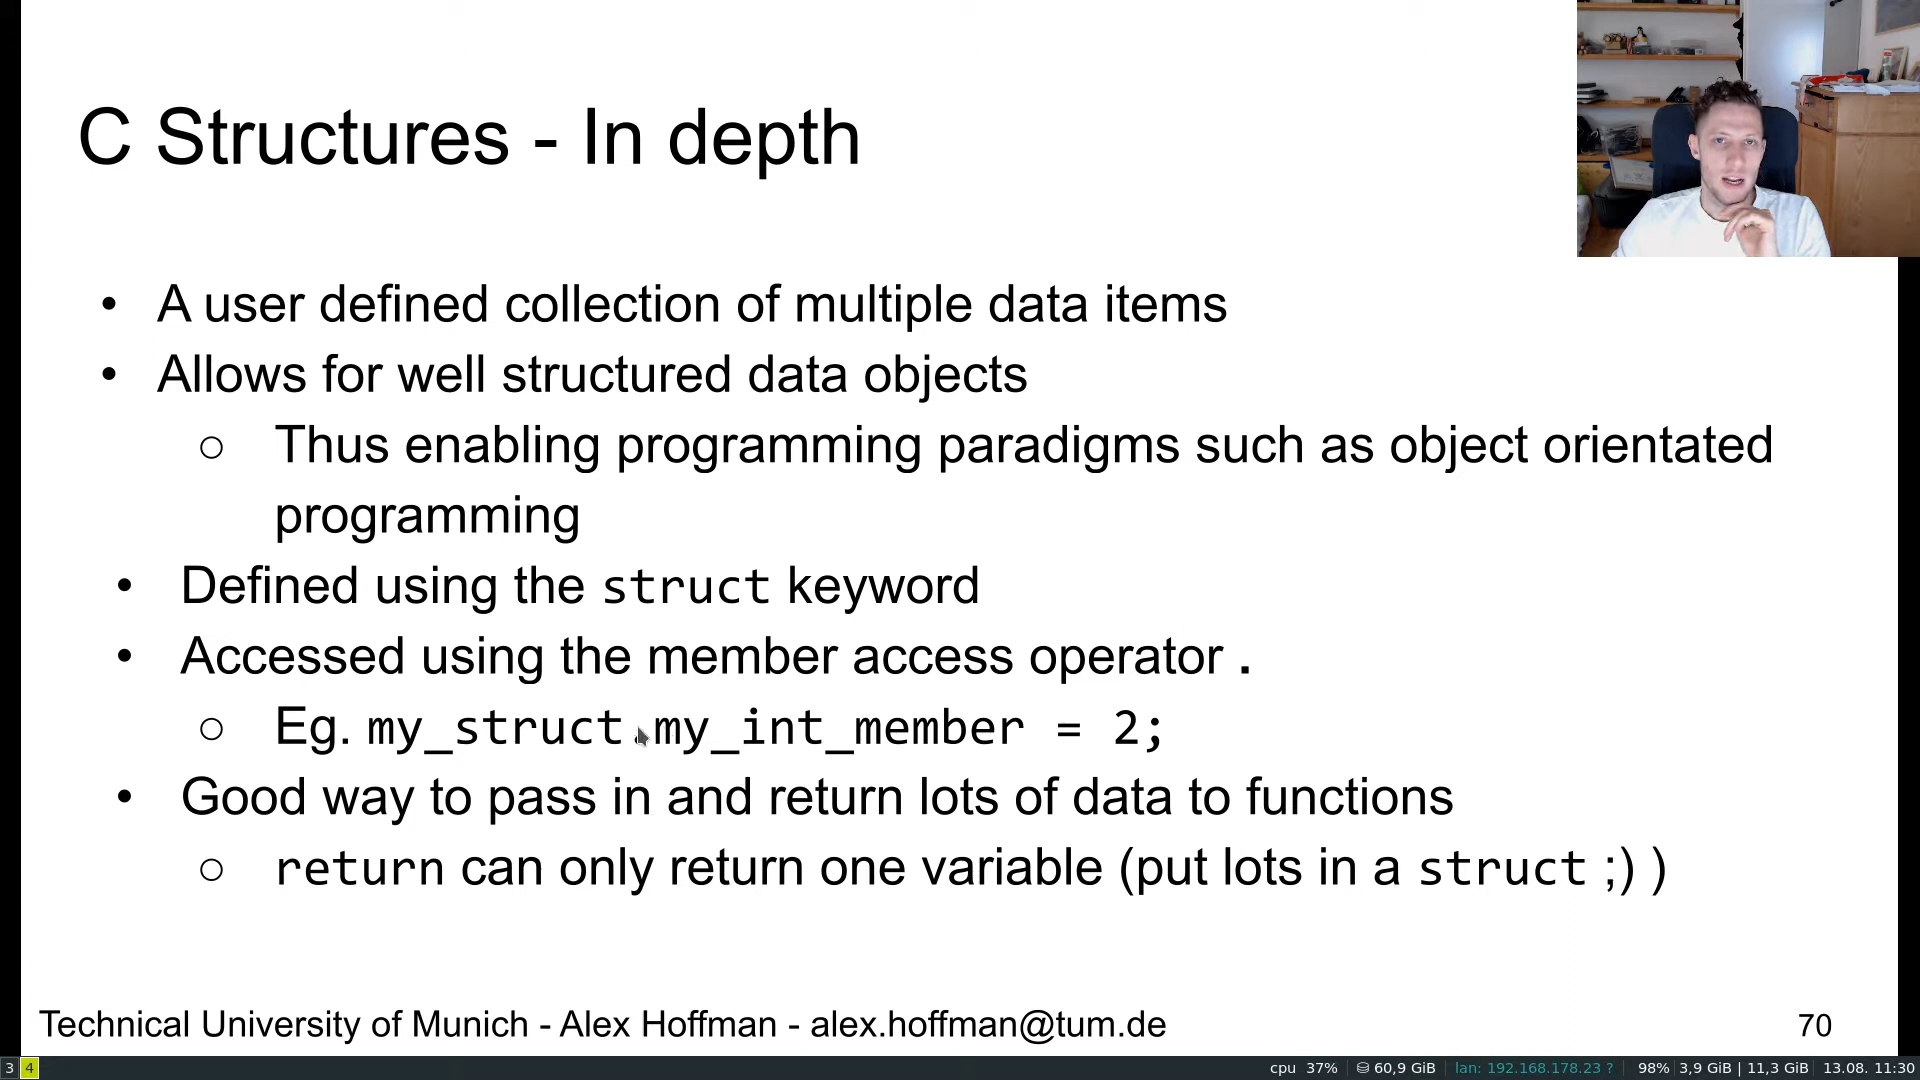 C Structures - In depth
• A user defined collection of multiple data items
• Allows for well structured data objects
○ Thus enabling programming paradigms such as object orientated
programming
• Defined using the struct keyword
• Accessed using the member access operator .
○ Eg. my_struct.my_int_member = 2;
• Good way to pass in and return lots of data to functions
○ return can only return one variable (put lots in a struct ;) )
Technical University of Munich - Alex Hoffman - alex.hoffman@tum.de
70
3 4 cpu 37% 60,9 GiB lan: 192.168.178.23 ? 98% 3,9 GiB | 11,3 GiB 13.08. 11:30